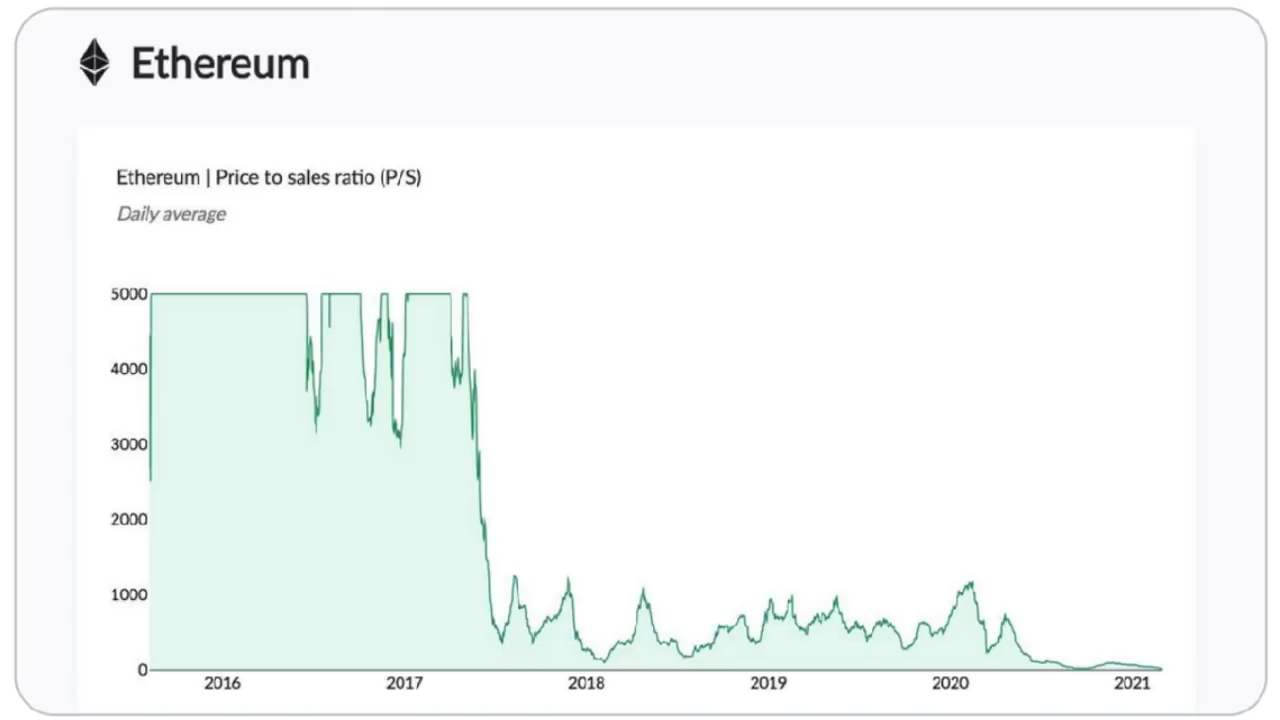 Ethereum
Ethereum | Price to sales ratio (P/S)
Daily average
5000
4000
3000
2000
1000
0
2016 2017 2018 2019 2020 2021